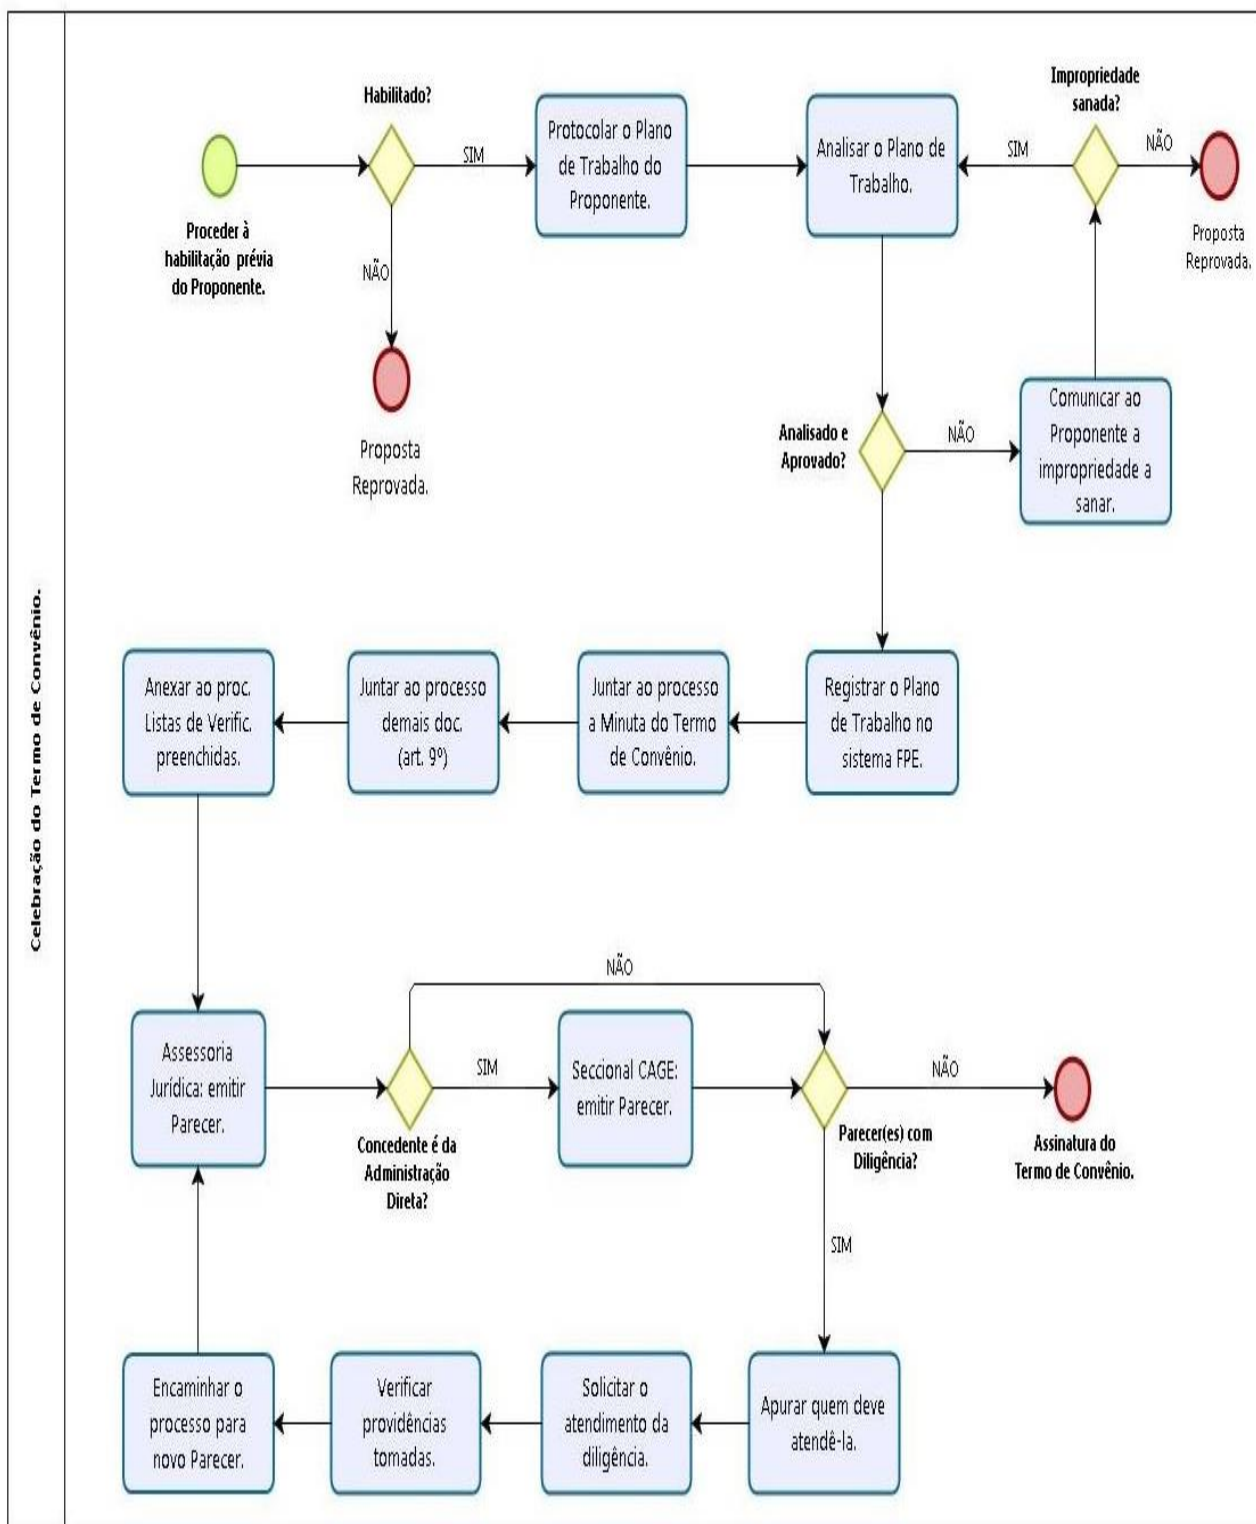 Celebração do Termo de Convênio.
Proceder à
habilitação prévia
do Proponente.
Habilitado?
SIM
NÃO
Proposta
Reprovada.
Protocolar o Plano
de Trabalho do
Proponente.
Analisar o Plano de
Trabalho.
Impropriedade
sanada?
SIM
NÃO
Proposta
Reprovada.
Analisado e
Aprovado?
NÃO
Comunicar ao
Proponente a
impropriedade a
sanar.
Registrar o Plano
de Trabalho no
sistema FPE.
Juntar ao processo
a Minuta do Termo
de Convênio.
Juntar ao processo
demais doc.
(art. 9º)
Anexar ao proc.
Listas de Verific.
preenchidas.
Assessoria
Jurídica: emitir
Parecer.
Concedente é da
Administração
Direta?
NÃO
SIM
Seccional CAGE:
emitir Parecer.
Parecer(es) com
Diligência?
NÃO
Assinatura do
Termo de Convênio.
SIM
Apurar quem deve
atendê-la.
Solicitar o
atendimento da
diligência.
Verificar
providências
tomadas.
Encaminhar o
processo para
novo Parecer.